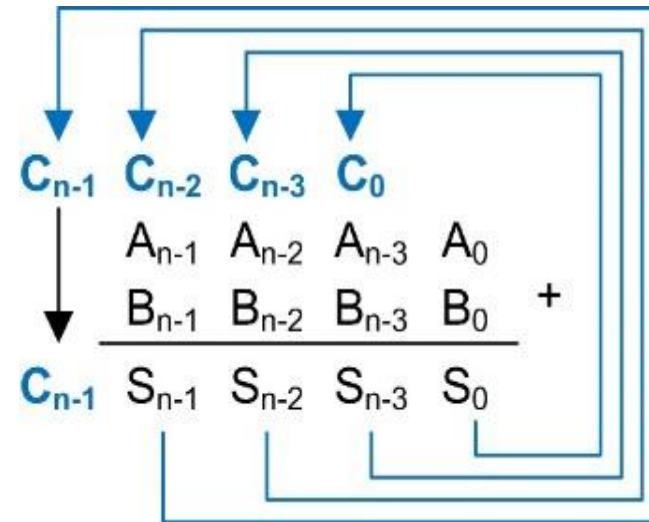 Cn-1 Cn-2 Cn-3 C0
An-1 An-2 An-3 A0
Bn-1 Bn-2 Bn-3 B0 +
Cn-1 Sn-1 Sn-2 Sn-3 S0